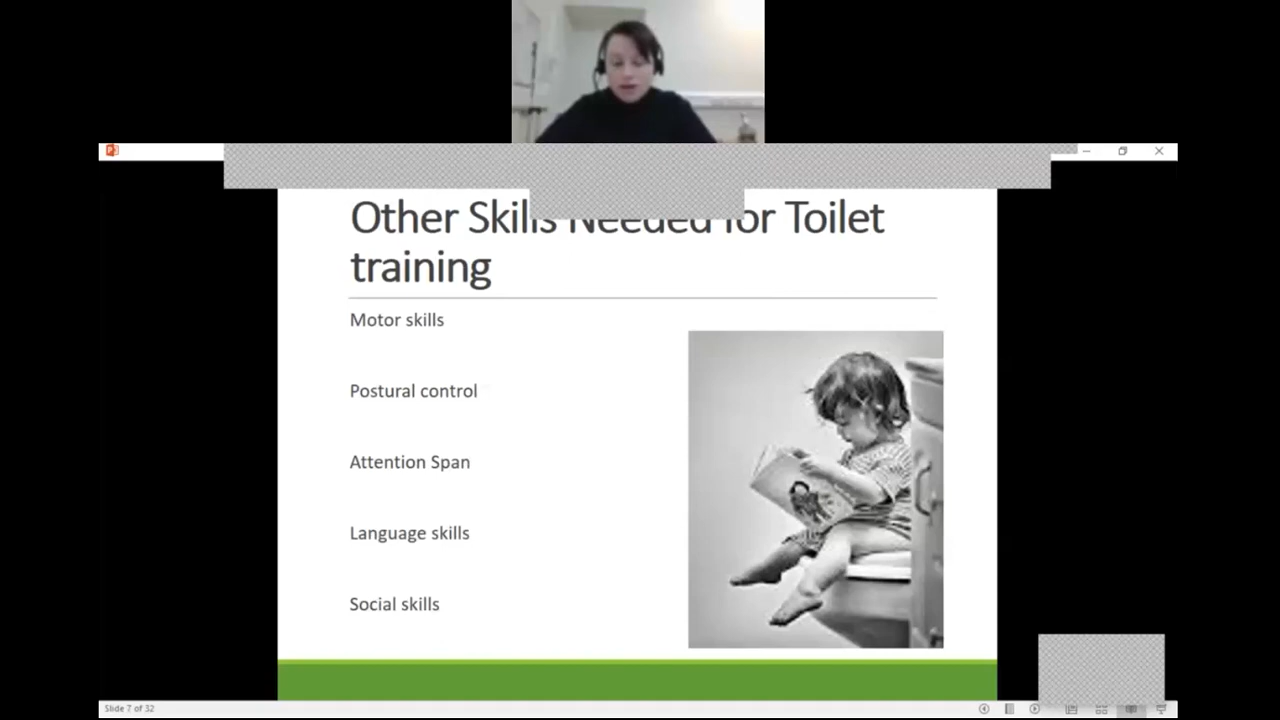 Other Skills Needed for Toilet
training
Motor skills
Postural control
Attention Span
Language skills
Social skills
Slide 7 of 32